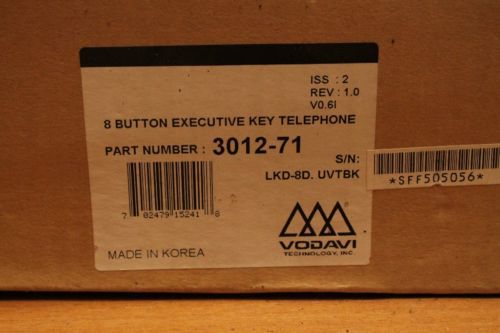 ISS : 2
REV : 1.0
V0.6I
8 BUTTON EXECUTIVE KEY TELEPHONE
PART NUMBER : 3012-71
S/N:
LKD-8D. UVTBK
*SFF505056*
7 02479 15241 8
VODAVI
TECHNOLOGY, INC.
MADE IN KOREA